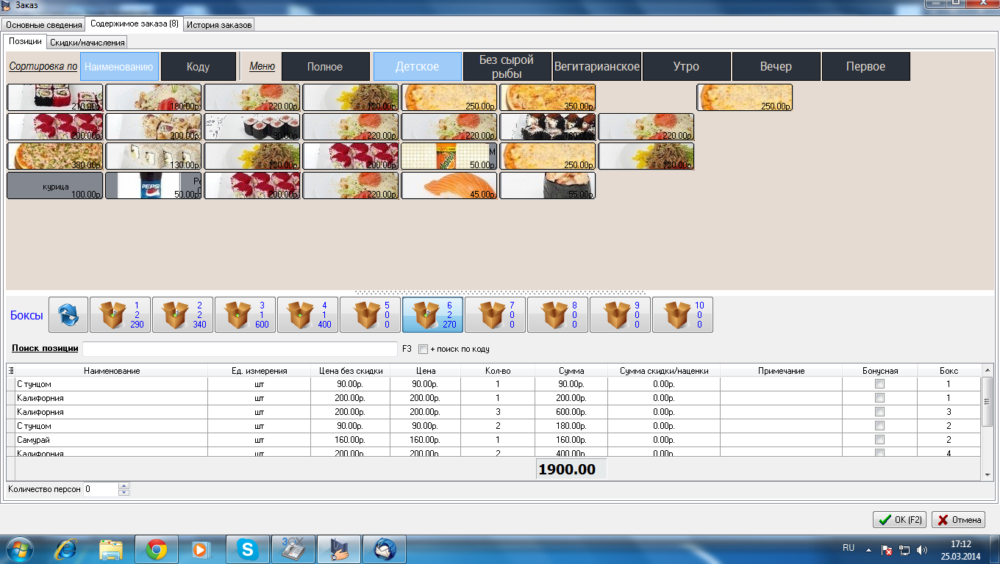 Заказ
Основные сведения Содержимое заказа (8) История заказов
Позиции Скидки/начисления
Сортировка по Наименованию Коду Меню Полное Детское Без сырой рыбы Вегитарианское Утро Вечер Первое
210.00р. 180.00р. 220.00р. 120.00р. 250.00р. 350.00р. 250.00р.
200.00р. 200.00р. 90.00р. 220.00р. 220.00р. 220.00р.
380.00р. 130.00р. 120.00р. 200.00р. М 50.00р. 250.00р. 120.00р.
курица 100.00р. PEPSI 50.00р. 200.00р. 220.00р. 45.00р. 55.00р.
Боксы 1 2 290 2 2 340 3 1 600 4 1 400 5 0 0 6 2 270 7 0 0 8 0 0 9 0 0 10 0 0
Поиск позиции F3 + поиск по коду
Наименование Ед. измерения Цена без скидки Цена Кол-во Сумма Сумма скидки/наценки Примечание Бонусная Бокс
С тунцом шт 90.00р. 90.00р. 1 90.00р. 0.00р. 1
Калифорния шт 200.00р. 200.00р. 1 200.00р. 0.00р. 1
Калифорния шт 200.00р. 200.00р. 3 600.00р. 0.00р. 3
С тунцом шт 90.00р. 90.00р. 2 180.00р. 0.00р. 2
Самурай шт 160.00р. 160.00р. 1 160.00р. 0.00р. 2
Калифорния шт 200.00р. 200.00р. 2 400.00р. 0.00р. 4
1900.00
Количество персон 0
OK (F2) Отмена
3CX RU 17:12
25.03.2014